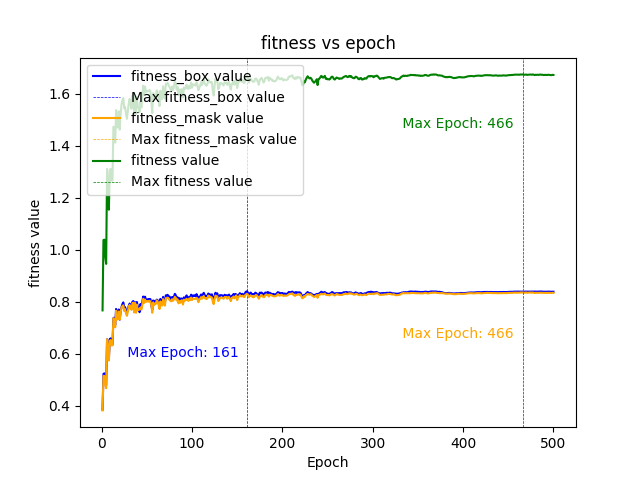 fitness vs epoch
fitness_box value
Max fitness_box value
fitness_mask value
Max fitness_mask value
fitness value
Max fitness value
Max Epoch: 466
Max Epoch: 466
Max Epoch: 161
fitness value
1.6
1.4
1.2
1.0
0.8
0.6
0.4
0 100 200 300 400 500
Epoch